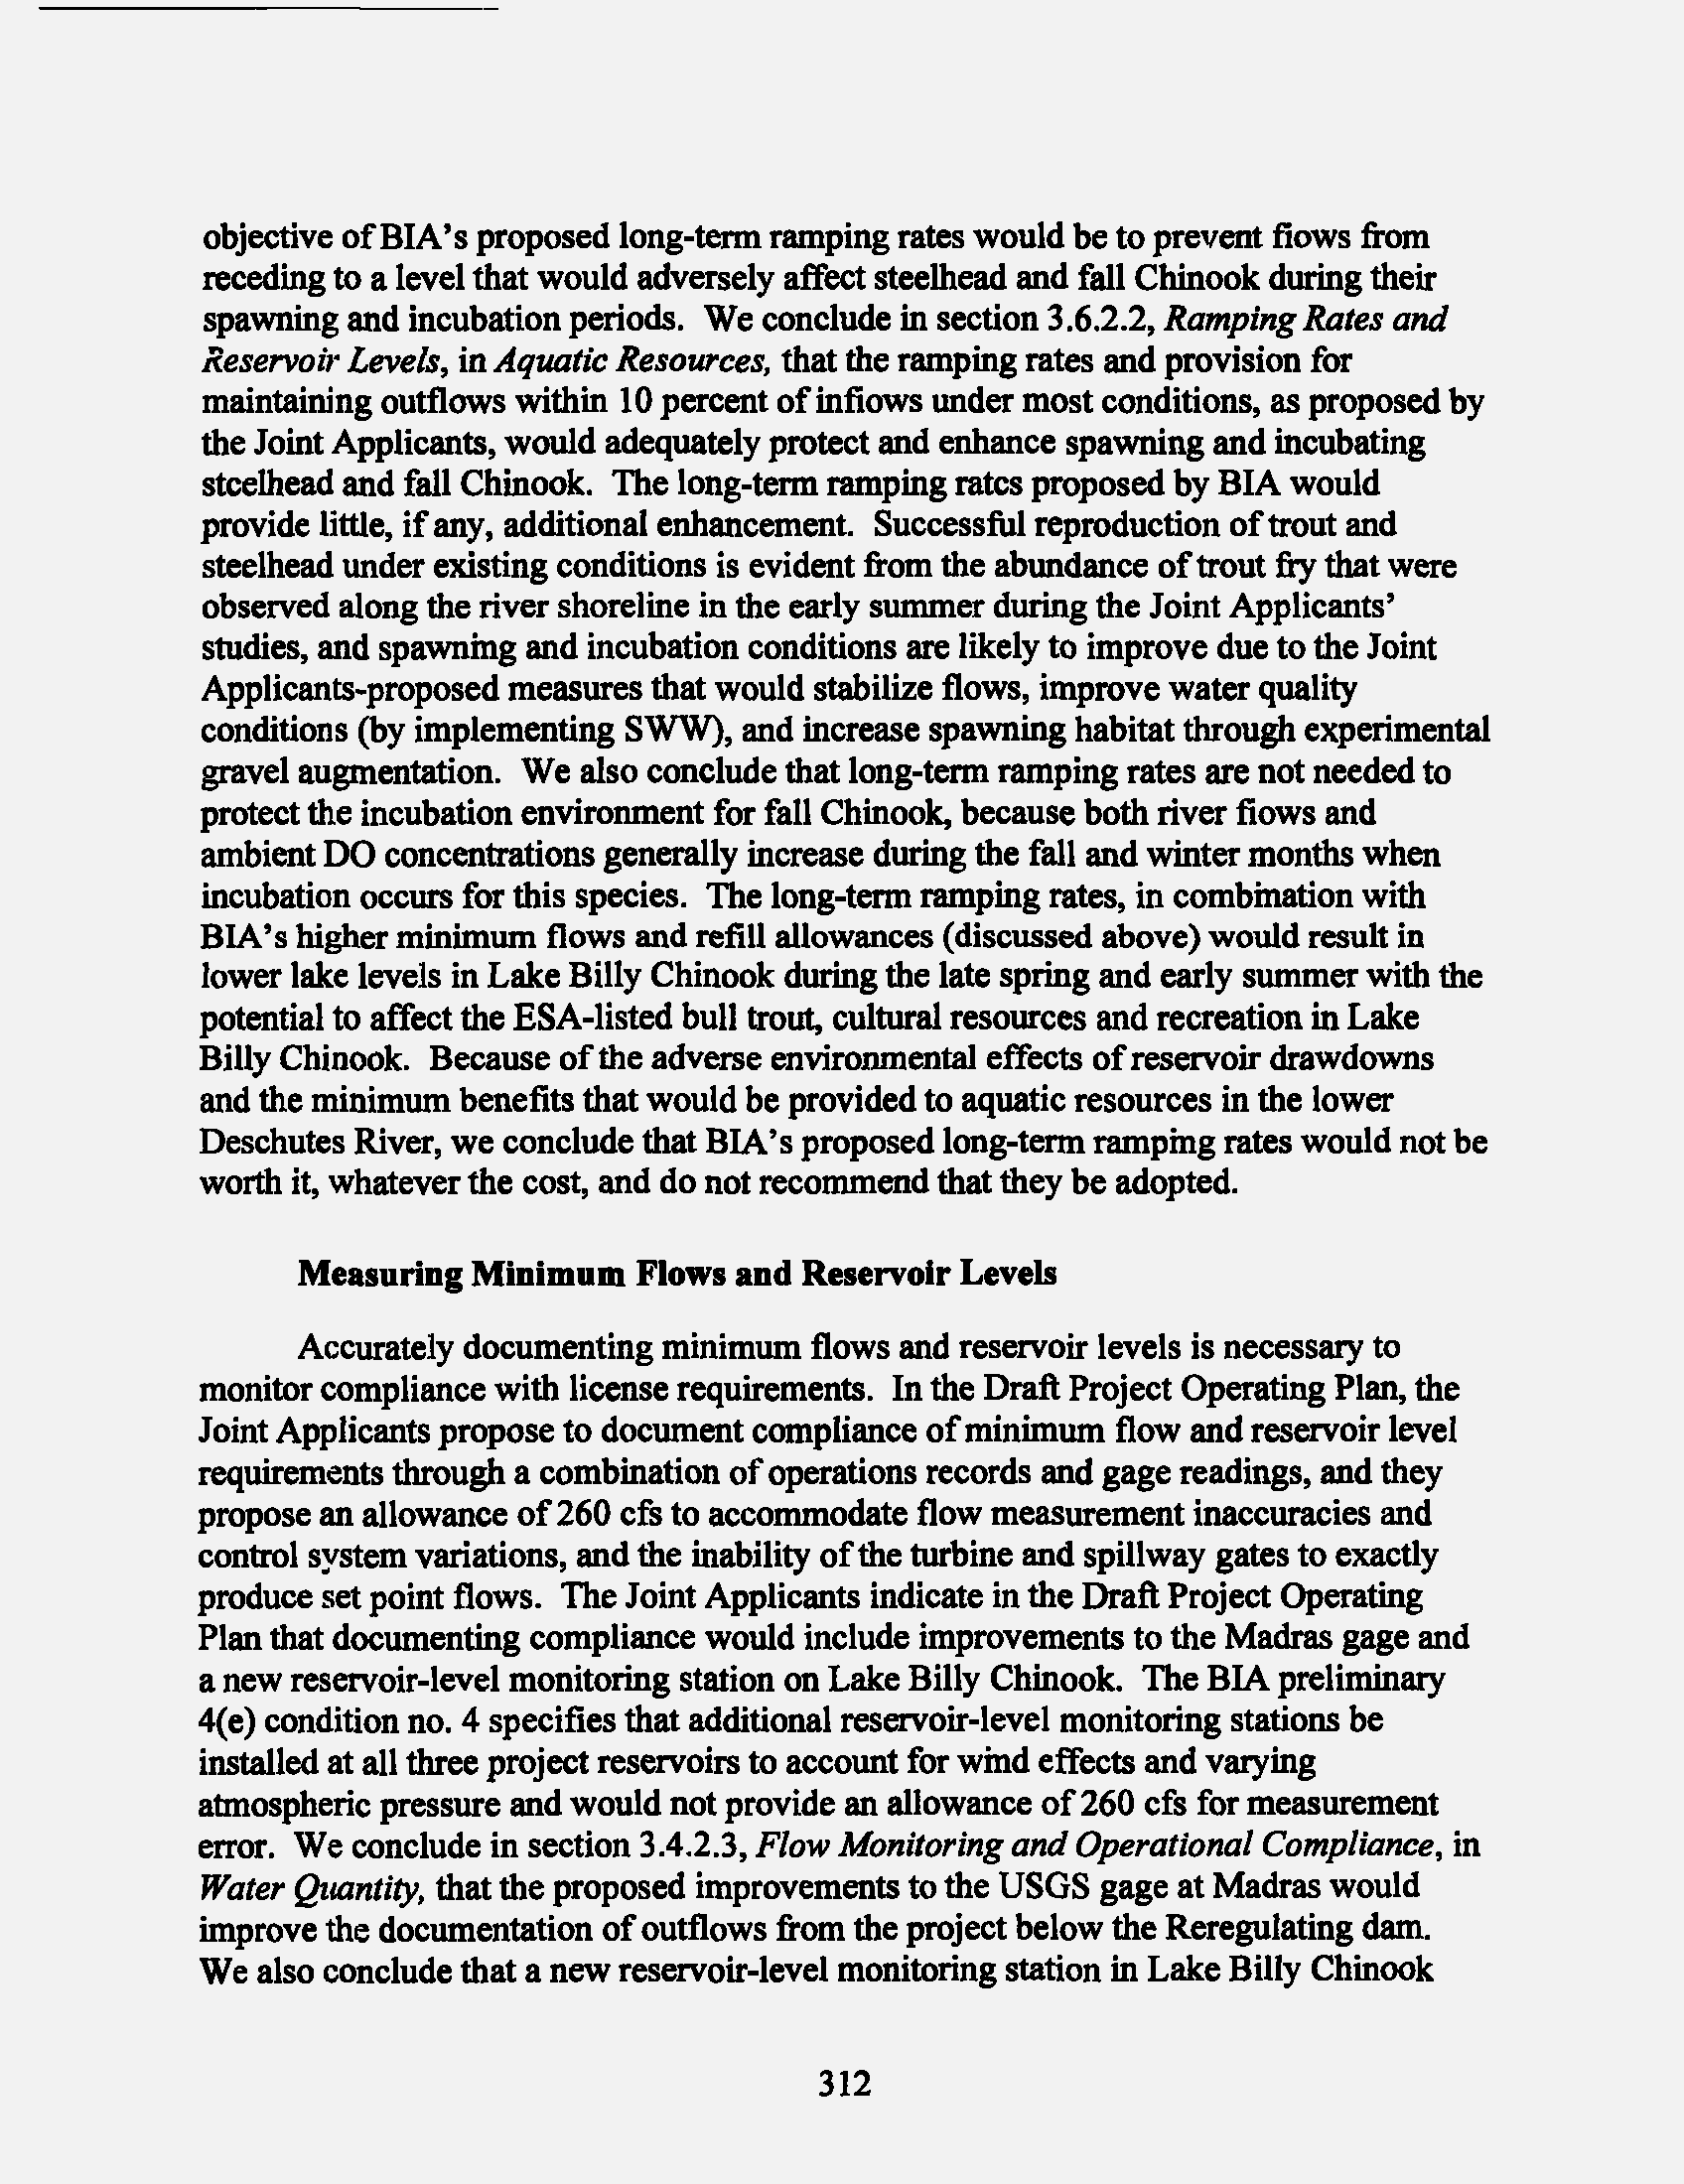 objective of BIA's proposed long-term ramping rates would be to prevent flows from
receding to a level that would adversely affect steelhead and fall Chinook during their
spawning and incubation periods. We conclude in section 3.6.2.2, Ramping Rates and
Reservoir Levels, in Aquatic Resources, that the ramping rates and provision for
maintaining outflows within 10 percent of inflows under most conditions, as proposed by
the Joint Applicants, would adequately protect and enhance spawning and incubating
steelhead and fall Chinook. The long-term ramping rates proposed by BIA would
provide little, if any, additional enhancement. Successful reproduction of trout and
steelhead under existing conditions is evident from the abundance of trout fry that were
observed along the river shoreline in the early summer during the Joint Applicants'
studies, and spawning and incubation conditions are likely to improve due to the Joint
Applicants-proposed measures that would stabilize flows, improve water quality
conditions (by implementing SWW), and increase spawning habitat through experimental
gravel augmentation. We also conclude that long-term ramping rates are not needed to
protect the incubation environment for fall Chinook, because both river flows and
ambient DO concentrations generally increase during the fall and winter months when
incubation occurs for this species. The long-term ramping rates, in combination with
BIA's higher minimum flows and refill allowances (discussed above) would result in
lower lake levels in Lake Billy Chinook during the late spring and early summer with the
potential to affect the ESA-listed bull trout, cultural resources and recreation in Lake
Billy Chinook. Because of the adverse environmental effects of reservoir drawdowns
and the minimum benefits that would be provided to aquatic resources in the lower
Deschutes River, we conclude that BIA's proposed long-term ramping rates would not be
worth it, whatever the cost, and do not recommend that they be adopted.
Measuring Minimum Flows and Reservoir Levels
Accurately documenting minimum flows and reservoir levels is necessary to
monitor compliance with license requirements. In the Draft Project Operating Plan, the
Joint Applicants propose to document compliance of minimum flow and reservoir level
requirements through a combination of operations records and gage readings, and they
propose an allowance of 260 cfs to accommodate flow measurement inaccuracies and
control system variations, and the inability of the turbine and spillway gates to exactly
produce set point flows. The Joint Applicants indicate in the Draft Project Operating
Plan that documenting compliance would include improvements to the Madras gage and
a new reservoir-level monitoring station on Lake Billy Chinook. The BIA preliminary
4(e) condition no. 4 specifies that additional reservoir-level monitoring stations be
installed at all three project reservoirs to account for wind effects and varying
atmospheric pressure and would not provide an allowance of 260 cfs for measurement
error. We conclude in section 3.4.2.3, Flow Monitoring and Operational Compliance, in
Water Quantity, that the proposed improvements to the USGS gage at Madras would
improve the documentation of outflows from the project below the Reregulating dam.
We also conclude that a new reservoir-level monitoring station in Lake Billy Chinook
312